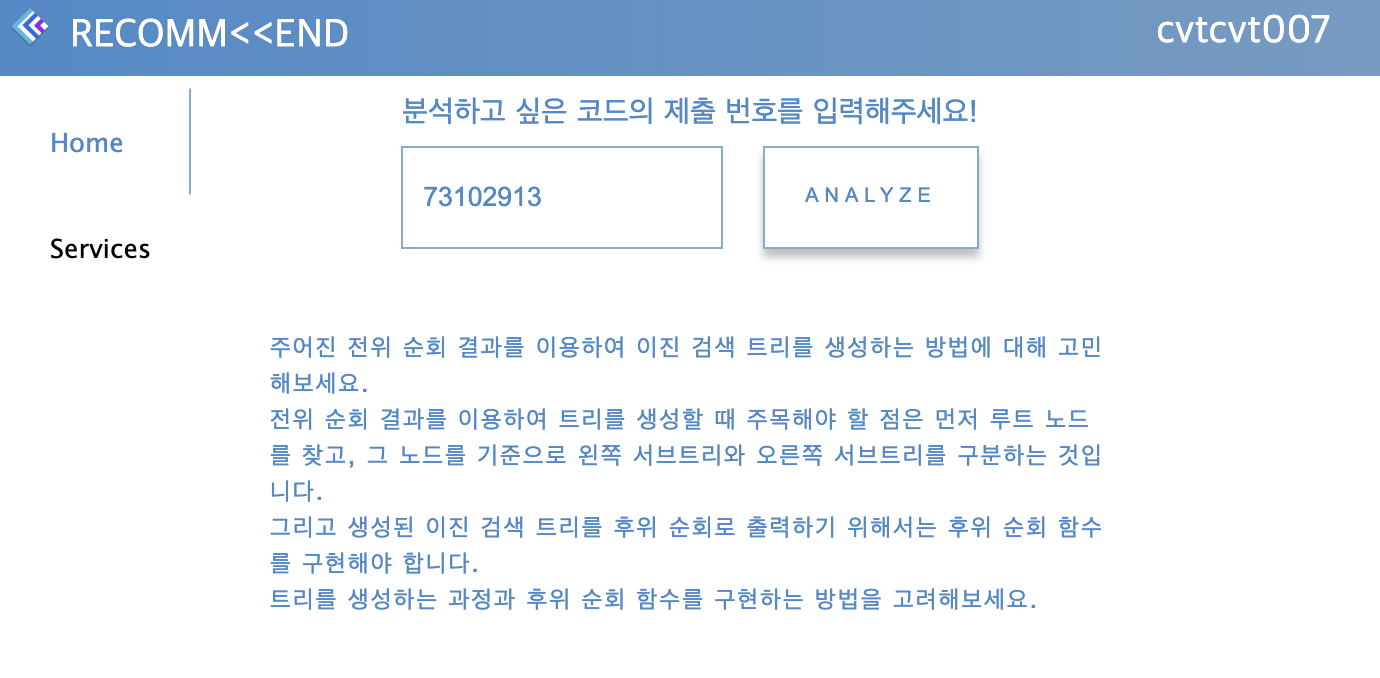 RECOMM<<END
cvtcvt007
Home
Services
분석하고 싶은 코드의 제출 번호를 입력해주세요!
73102913
ANALYZE
주어진 전위 순회 결과를 이용하여 이진 검색 트리를 생성하는 방법에 대해 고민
해보세요.
전위 순회 결과를 이용하여 트리를 생성할 때 주목해야 할 점은 먼저 루트 노드
를 찾고, 그 노드를 기준으로 왼쪽 서브트리와 오른쪽 서브트리를 구분하는 것입
니다.
그리고 생성된 이진 검색 트리를 후위 순회로 출력하기 위해서는 후위 순회 함수
를 구현해야 합니다.
트리를 생성하는 과정과 후위 순회 함수를 구현하는 방법을 고려해보세요.